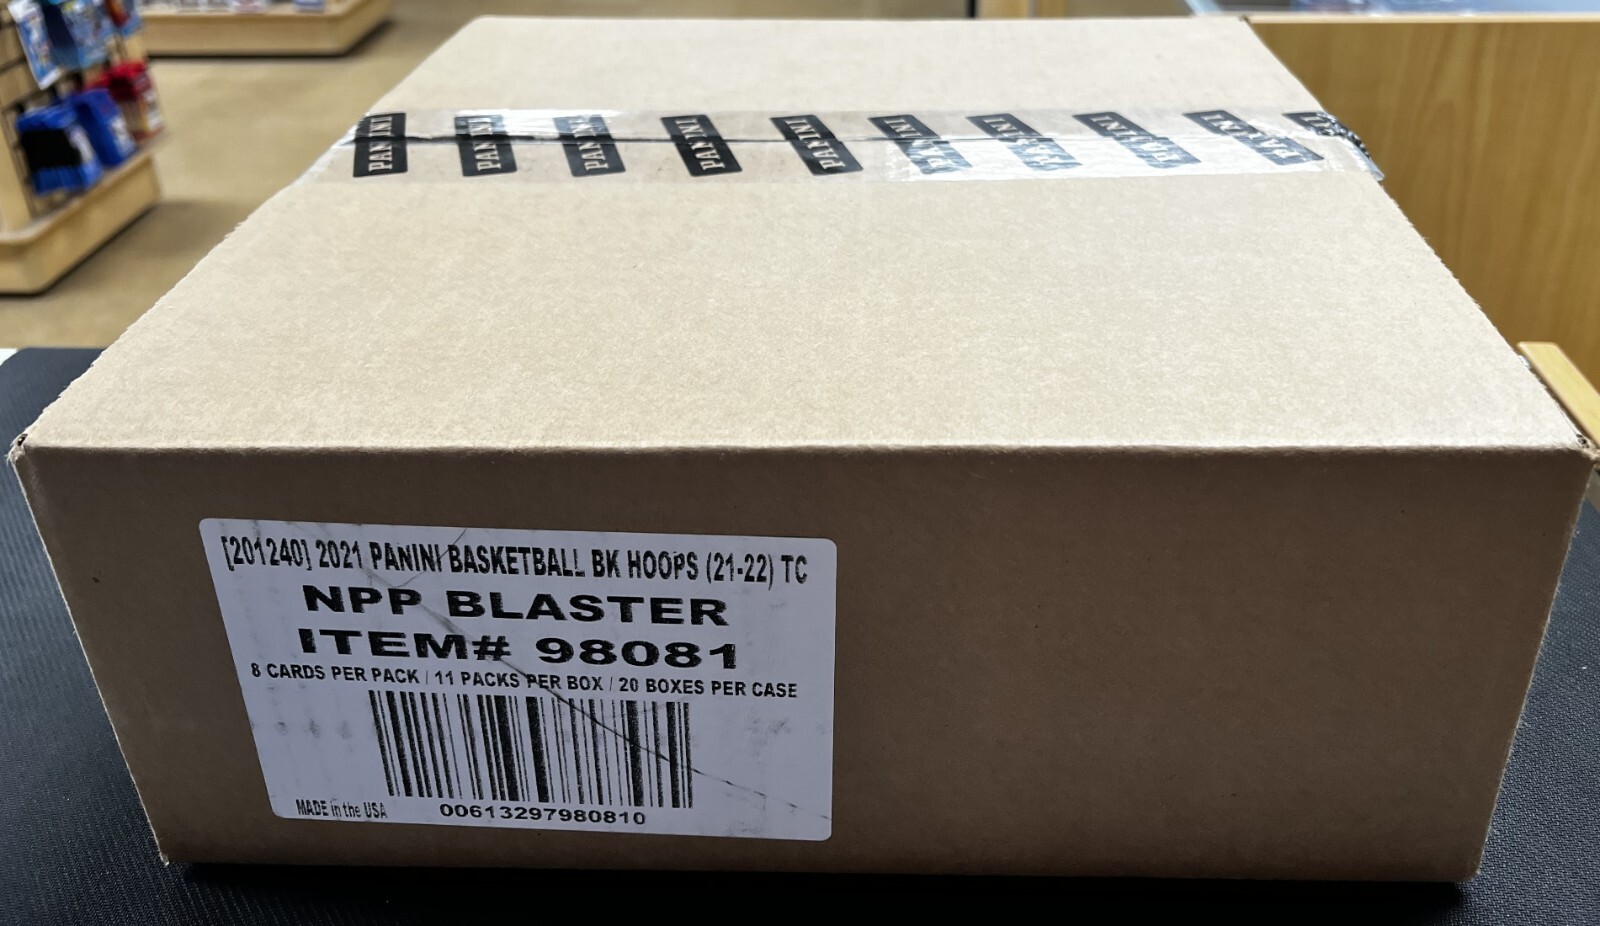 PANINI PANINI PANINI PANINI PANINI PANINI PANINI PANINI PANINI PANINI
[201240] 2021 PANINI BASKETBALL BK HOOPS (21-22) TC
NPP BLASTER
ITEM# 98081
8 CARDS PER PACK / 11 PACKS PER BOX / 20 BOXES PER CASE
MADE in the USA
00613297980810